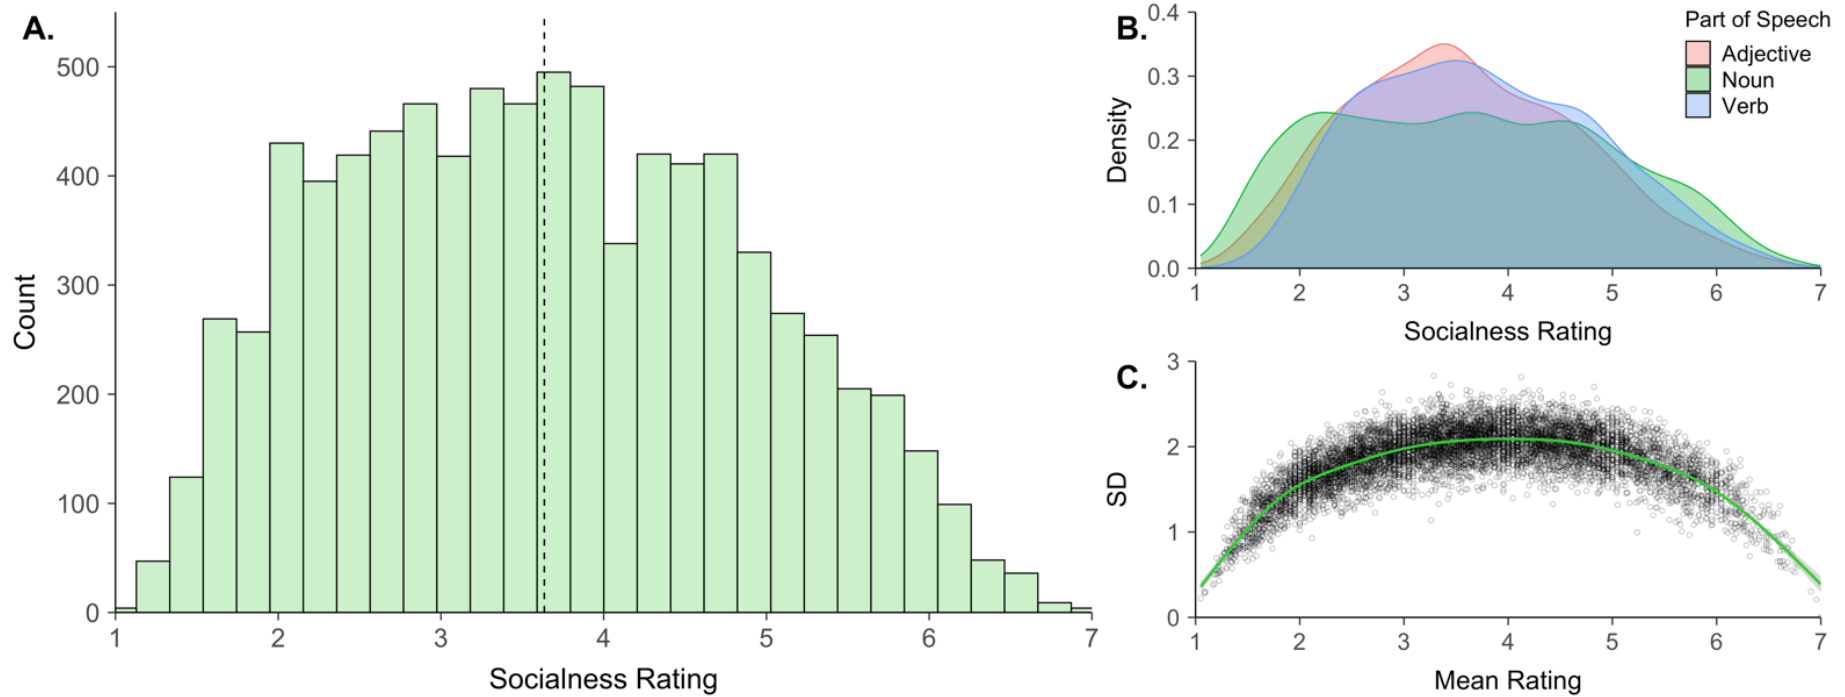 A.
500
400
300
200
100
0
Count
1 2 3 4 5 6 7
Socialness Rating
B.
0.4
0.3
0.2
0.1
0.0
Density
1 2 3 4 5 6 7
Socialness Rating
Part of Speech
Adjective
Noun
Verb
C.
3
2
1
0
SD
1 2 3 4 5 6 7
Mean Rating